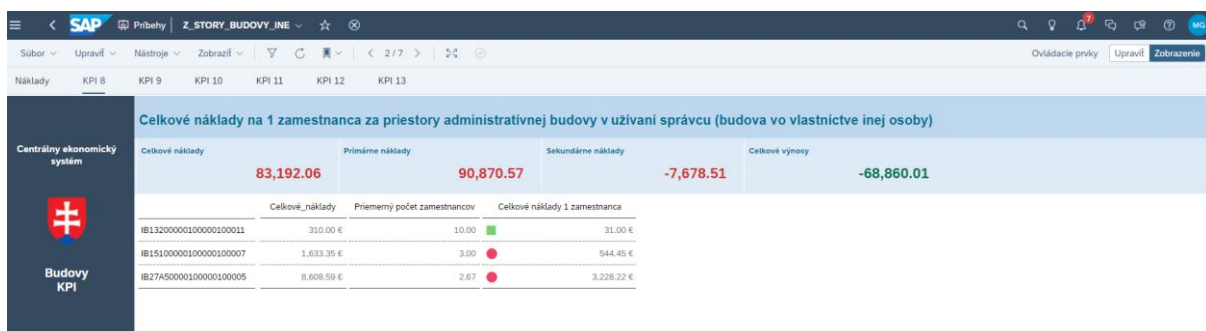 SAP Príbehy Z_STORY_BUDOVY_INE 7 MG
Súbor Upraviť Nástroje Zobraziť 2/7 Ovládacie prvky Upraviť Zobrazenie
Náklady KPI 8 KPI 9 KPI 10 KPI 11 KPI 12 KPI 13
Celkové náklady na 1 zamestnanca za priestory administratívnej budovy v užívaní správcu (budova vo vlastníctve inej osoby)
Centrálny ekonomický
systém
Budovy
KPI
Celkové náklady Primárne náklady Sekundárne náklady Celkové výnosy
83,192.06 90,870.57 -7,678.51 -68,860.01
Celkové_náklady Priemerný počet zamestnancov Celkové náklady 1 zamestnanca
IB1320000100000100011 310.00 € 10.00 31.00 €
IB1510000100000100007 1,633.35 € 3.00 544.45 €
IB27A50000100000100005 8,608.59 € 2.67 3,228.22 €